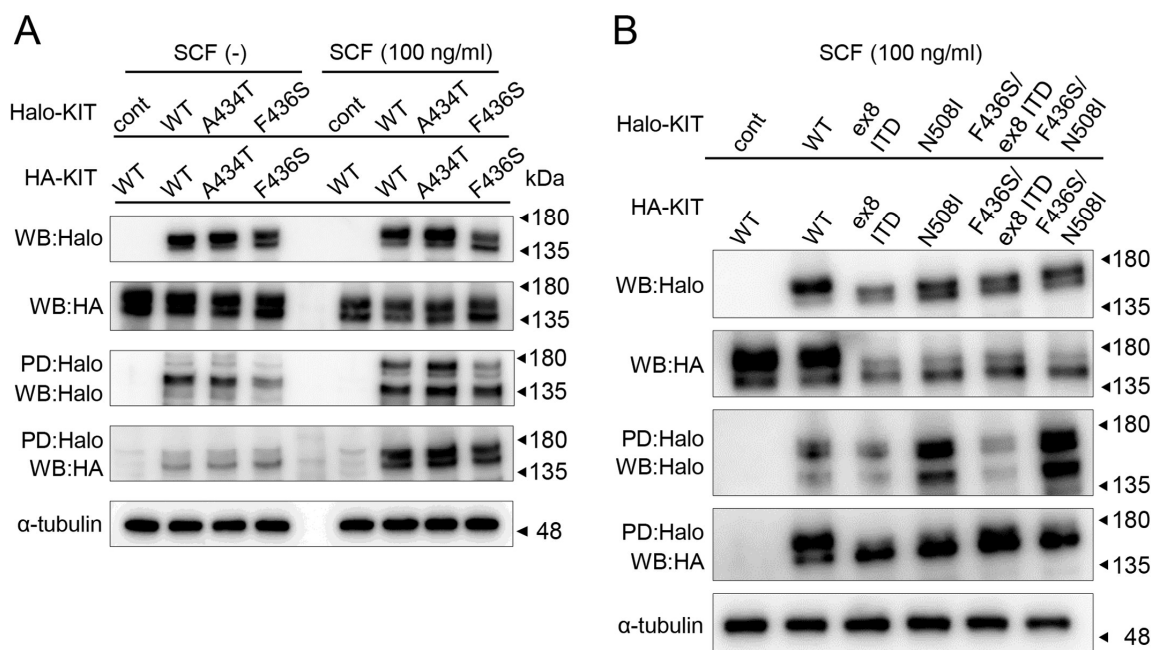 A
SCF (-) SCF (100 ng/ml)
Halo-KIT cont WT A434T F436S cont WT A434T F436S
HA-KIT WT WT A434T F436S WT WT A434T F436S kDa
WB:Halo 180
135
WB:HA 180
135
PD:Halo 180
WB:Halo 135
PD:Halo 180
WB:HA 135
α-tubulin 48
B
SCF (100 ng/ml)
Halo-KIT cont WT ex8 ITD N508I F436S/ ex8 ITD F436S/ N508I
HA-KIT WT WT ex8 ITD N508I F436S/ ex8 ITD F436S/ N508I
WB:Halo 180
135
WB:HA 180
135
PD:Halo 180
WB:Halo 135
PD:Halo 180
WB:HA 135
α-tubulin 48